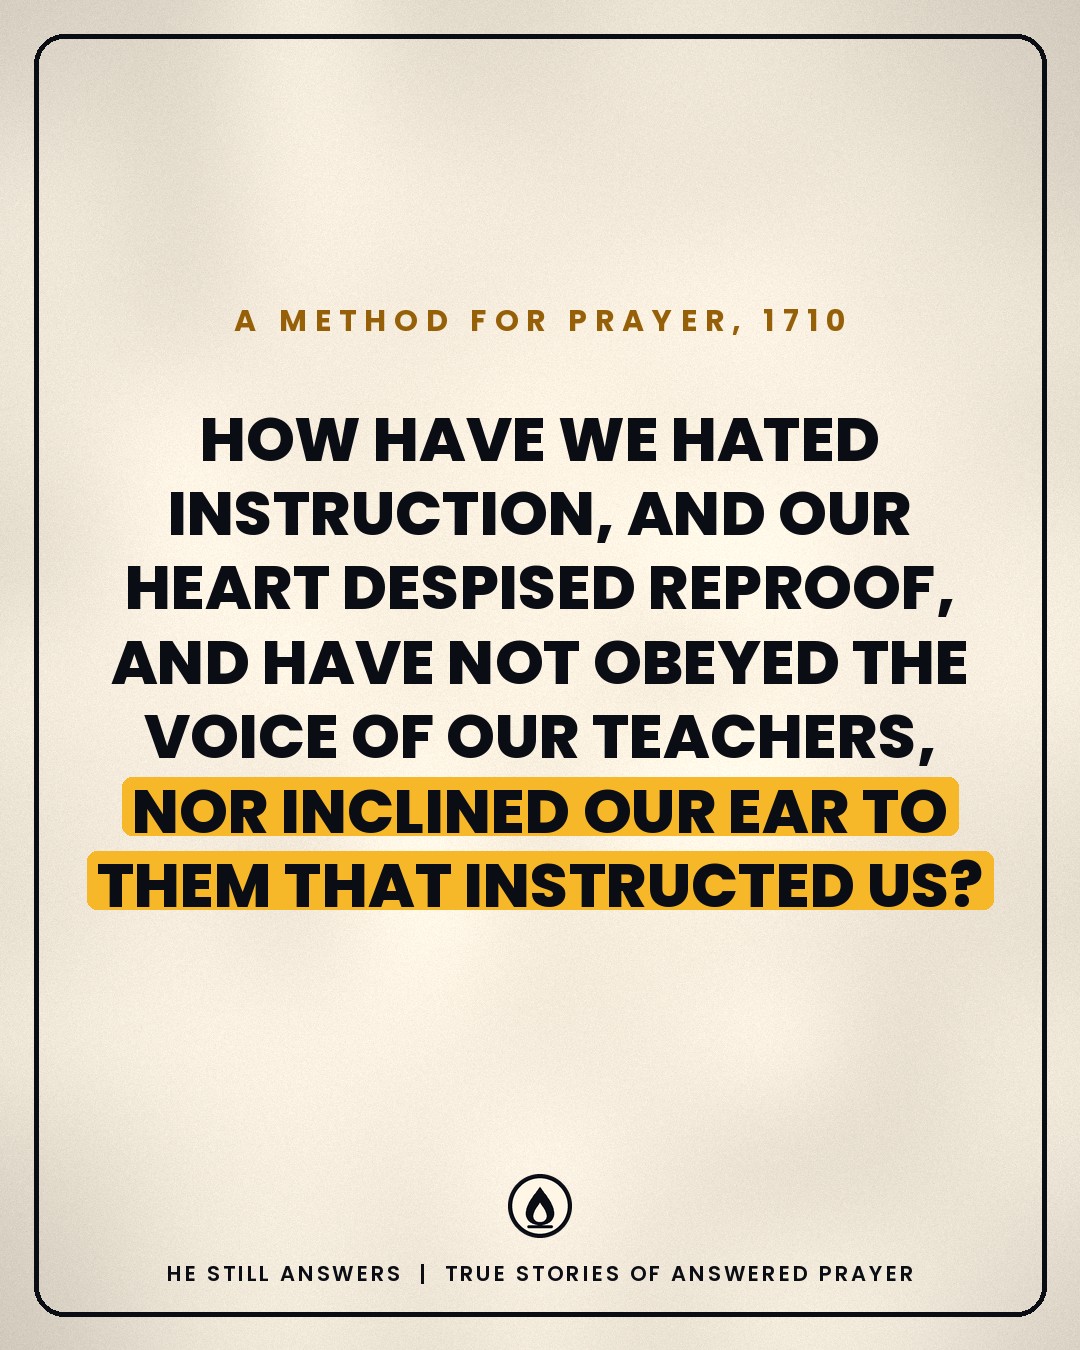 A METHOD FOR PRAYER, 1710
HOW HAVE WE HATED
INSTRUCTION, AND OUR
HEART DESPISED REPROOF,
AND HAVE NOT OBEYED THE
VOICE OF OUR TEACHERS,
NOR INCLINED OUR EAR TO
THEM THAT INSTRUCTED US?
HE STILL ANSWERS | TRUE STORIES OF ANSWERED PRAYER